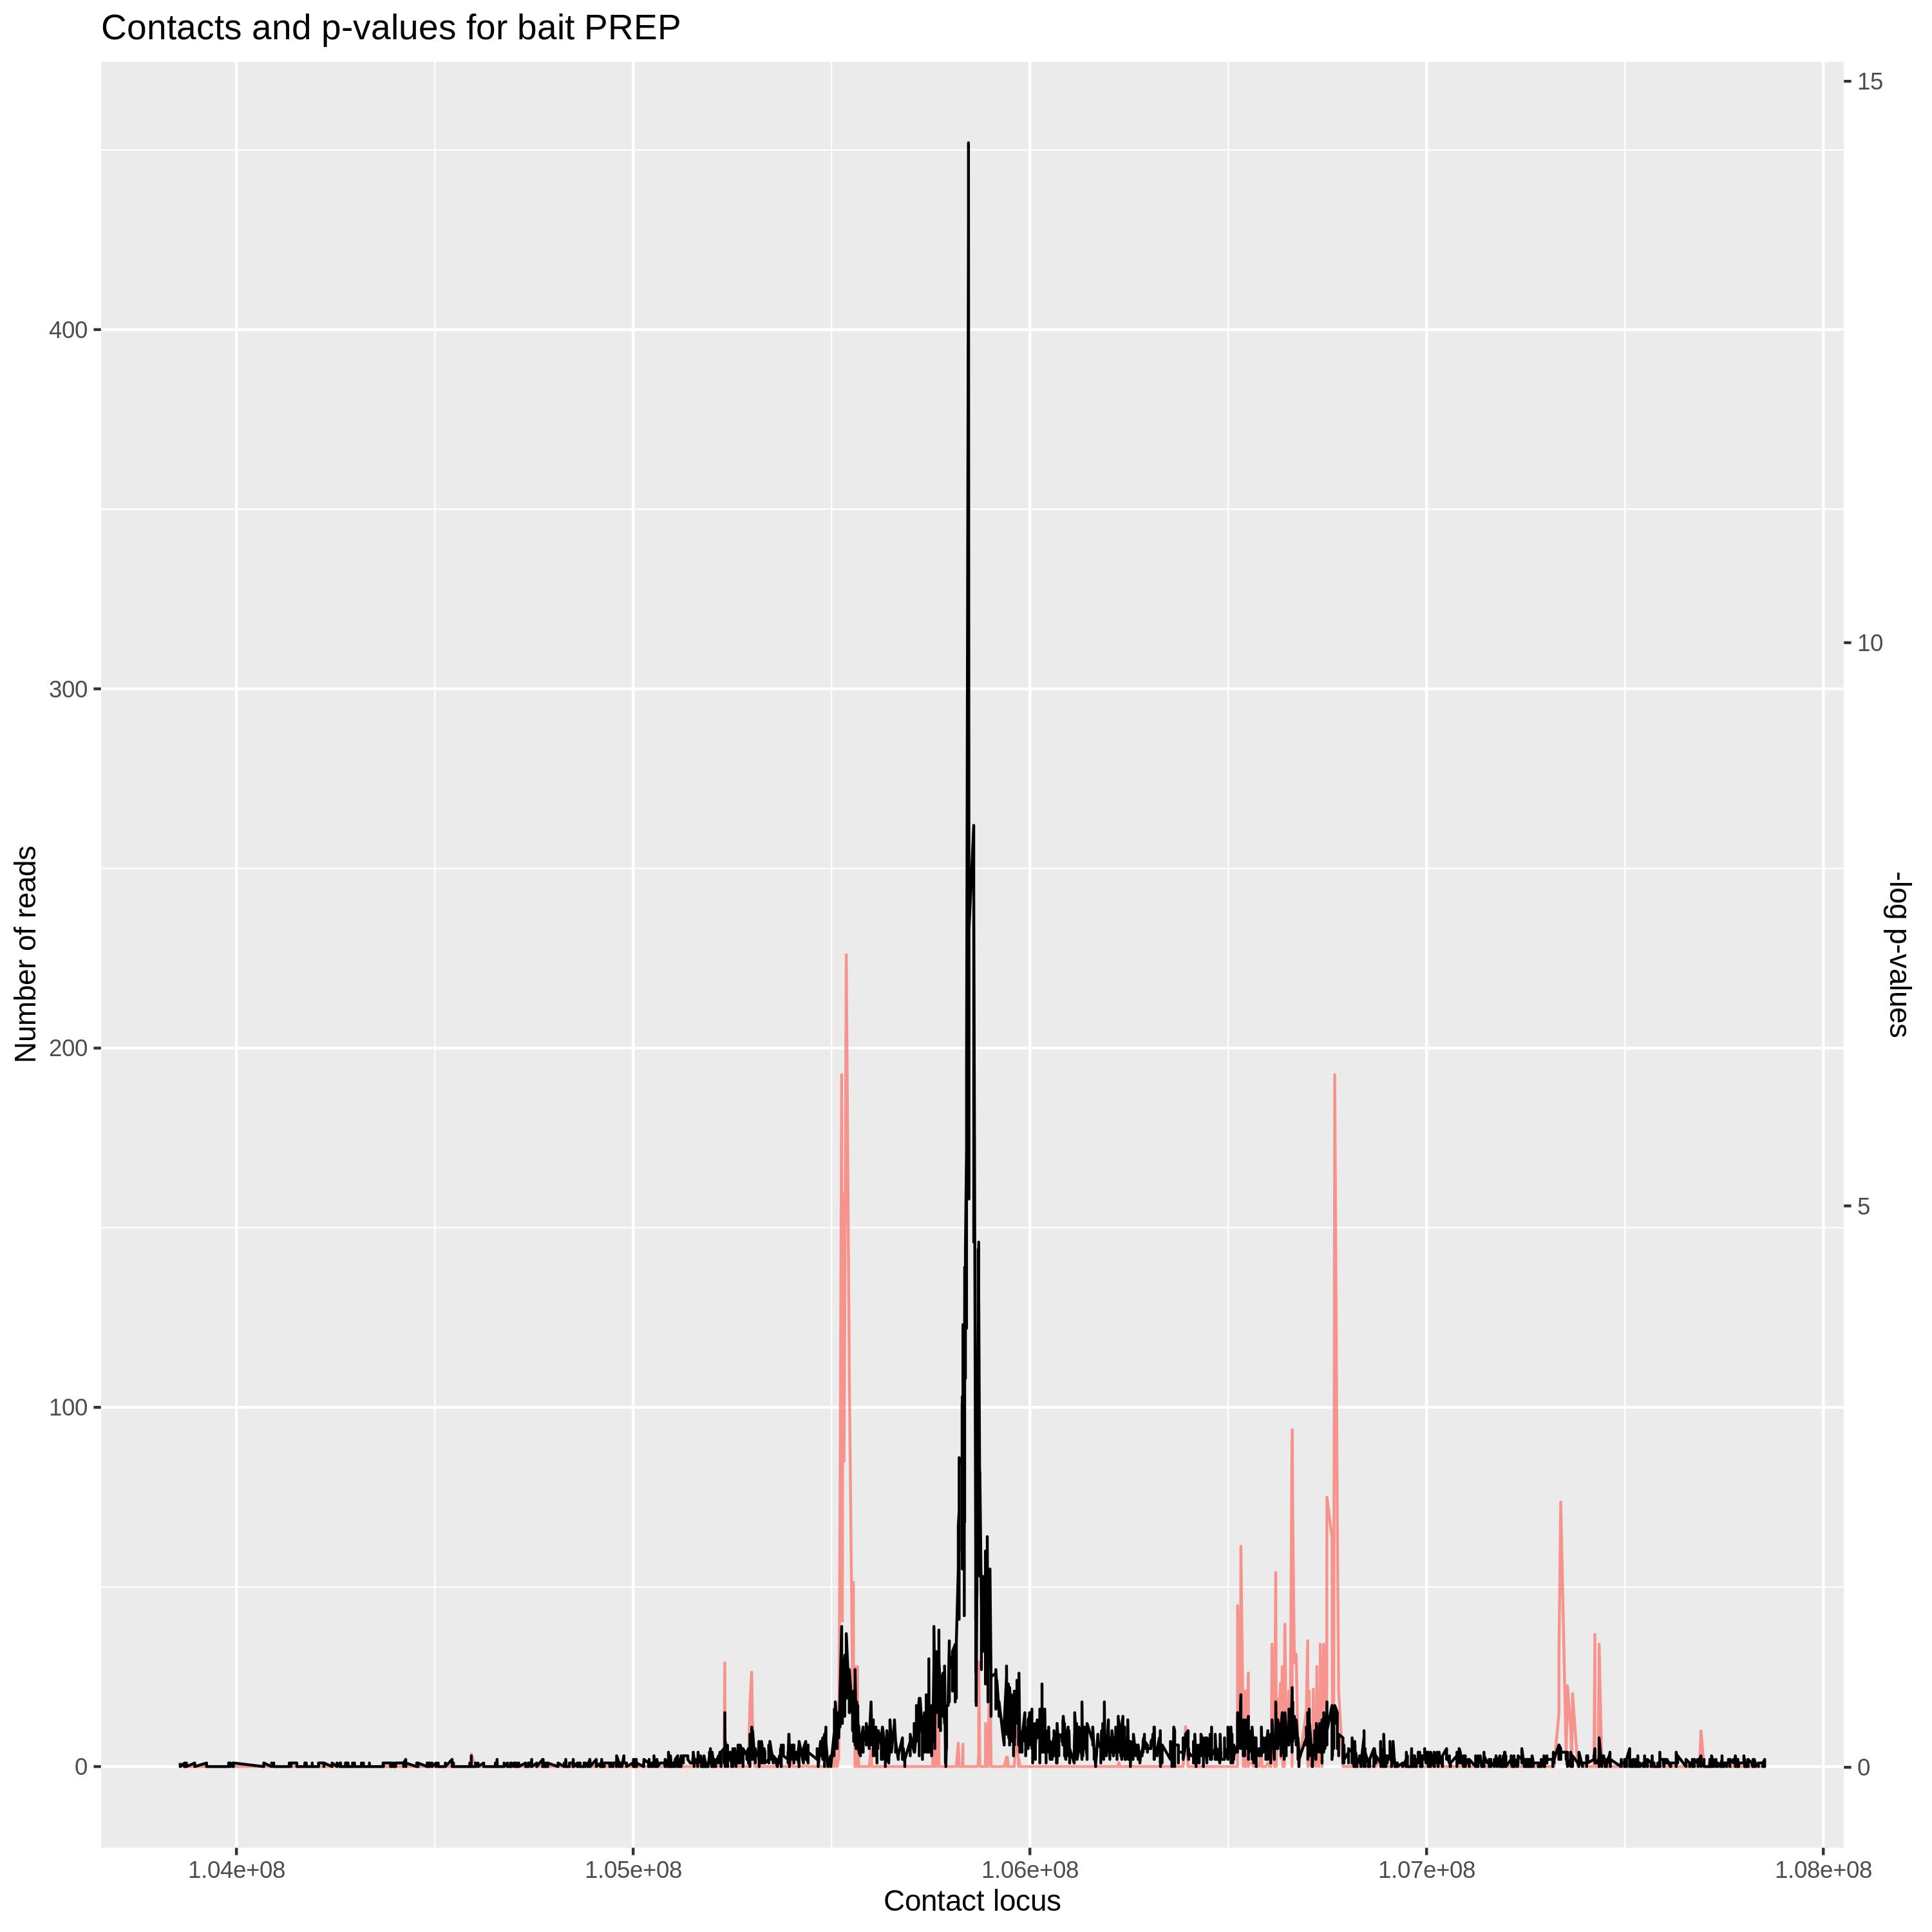 Contacts and p-values for bait PREP
Number of reads
400
300
200
100
0
15
10
5
0
-log p-values
1.04e+08
1.05e+08
1.06e+08
1.07e+08
1.08e+08
Contact locus